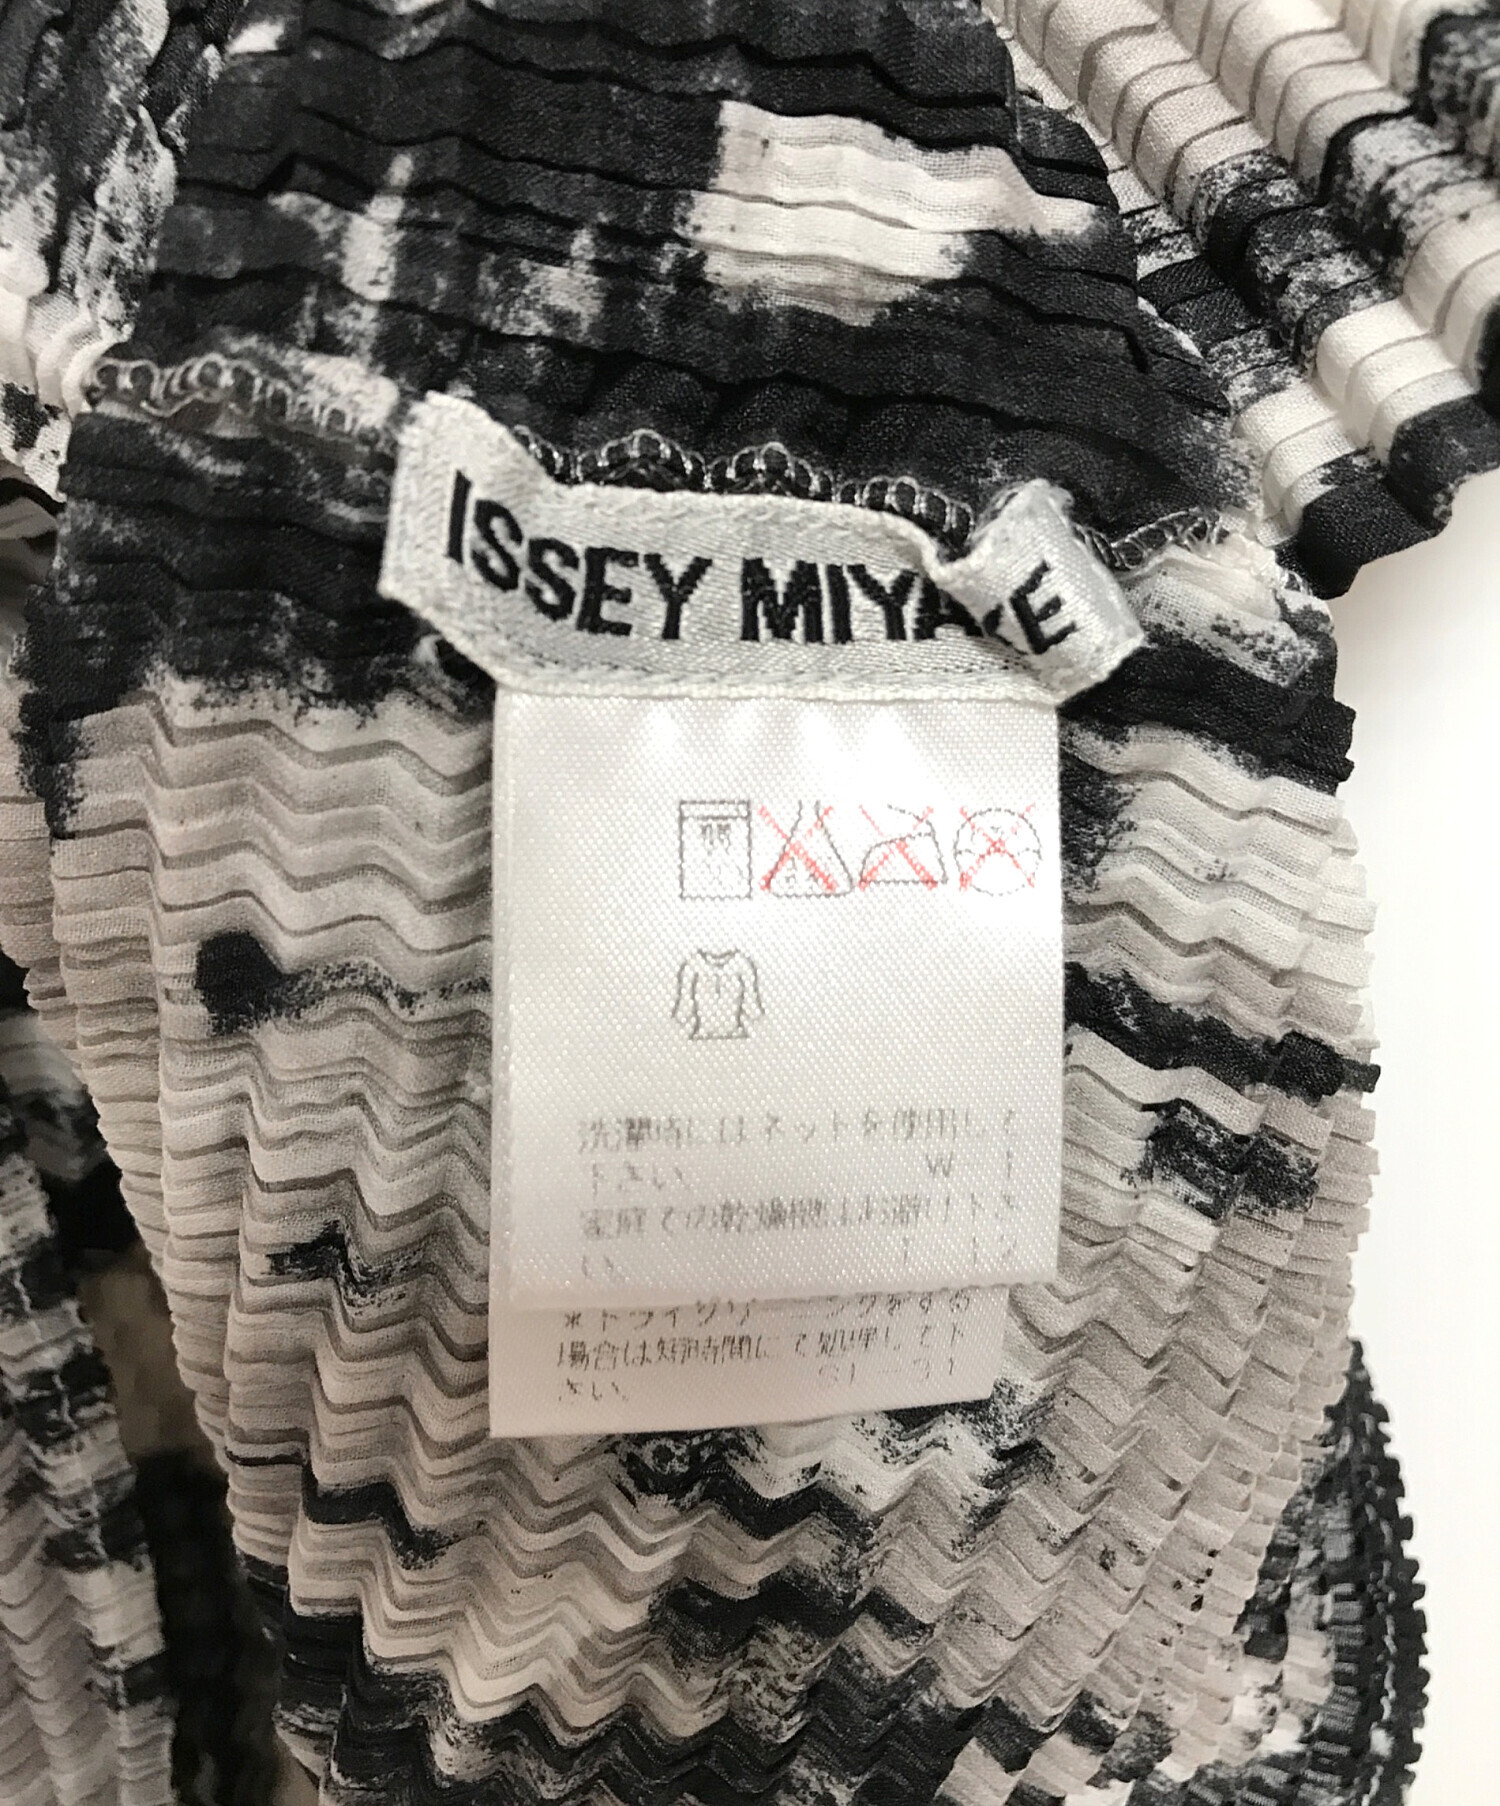 ISSEY MIYAKE
洗濯時にはネットを使用して
下さい。 W
家庭での乾燥機はお避け下さ
い。
*ドライクリーニングをする
場合は短時間にて処理して下
さい。